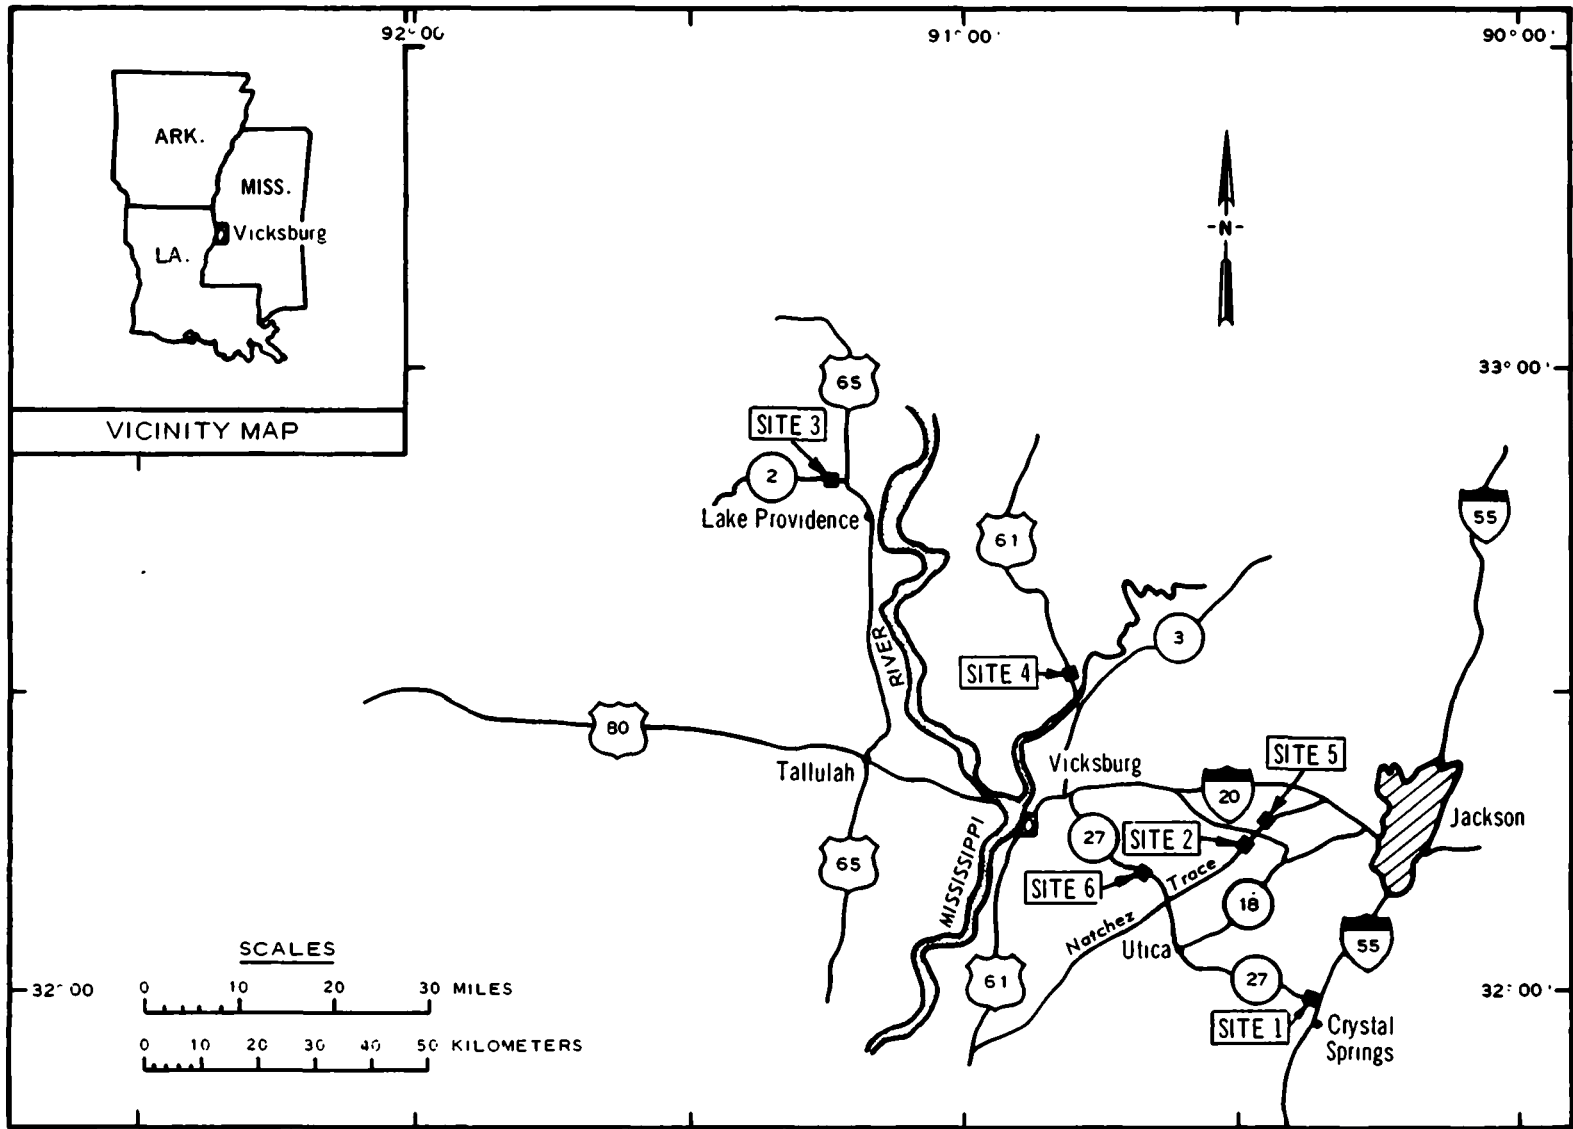 92°00'
91°00'
90°00'
ARK.
MISS.
Vicksburg
LA.
VICINITY MAP
-N-
33°00'
65
SITE 3
2
Lake Providence
55
61
3
RIVER
SITE 4
80
Tallulah
Vicksburg
SITE 5
20
Jackson
27
SITE 2
MISSISSIPPI
65
SITE 6
Natchez Trace
18
Utica
55
SCALES
0 10 20 30 MILES
61
27
32°00
32°00'
SITE 1
Crystal
Springs
0 10 20 30 40 50 KILOMETERS